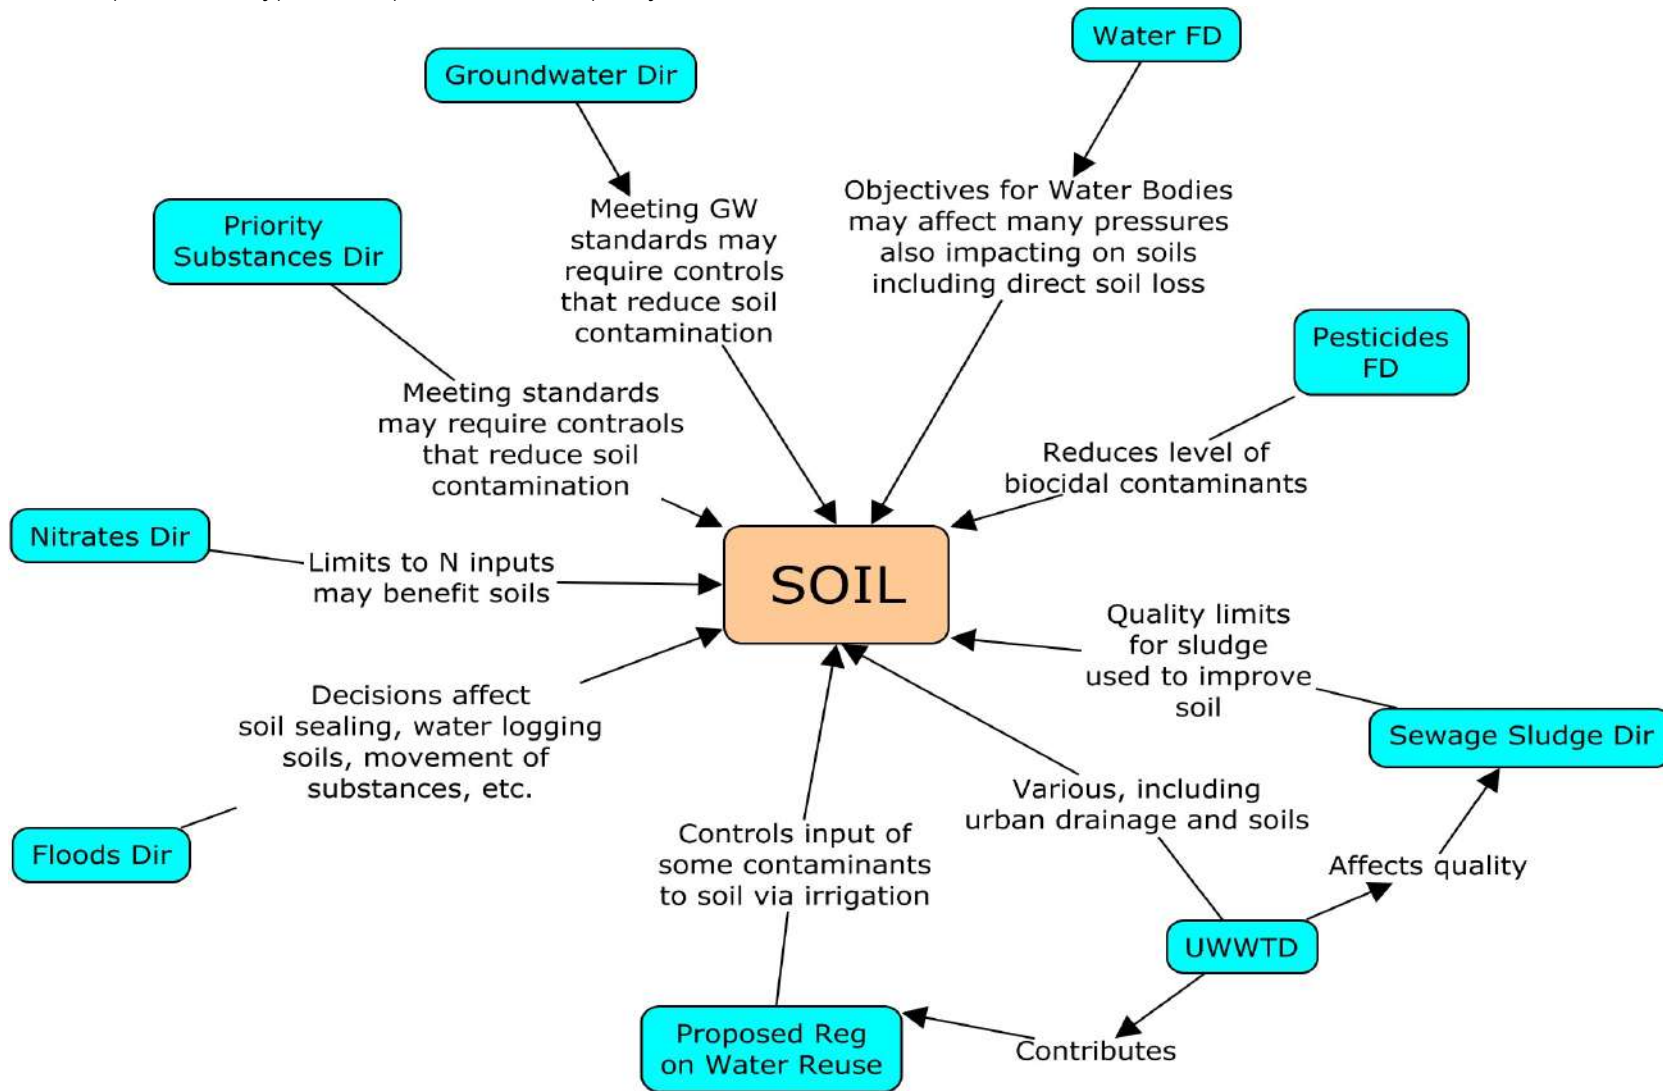 Water FD
Groundwater Dir
Objectives for Water Bodies
may affect many pressures
also impacting on soils
including direct soil loss
Meeting GW
standards may
require controls
that reduce soil
contamination
Priority
Substances Dir
Pesticides
FD
Meeting standards
may require contraols
that reduce soil
contamination
Reduces level of
biocidal contaminants
Nitrates Dir
Limits to N inputs
may benefit soils
SOIL
Quality limits
for sludge
used to improve
soil
Decisions affect
soil sealing, water logging
soils, movement of
substances, etc.
Sewage Sludge Dir
Various, including
urban drainage and soils
Floods Dir
Controls input of
some contaminants
to soil via irrigation
Affects quality
UWWTD
Proposed Reg
on Water Reuse
Contributes